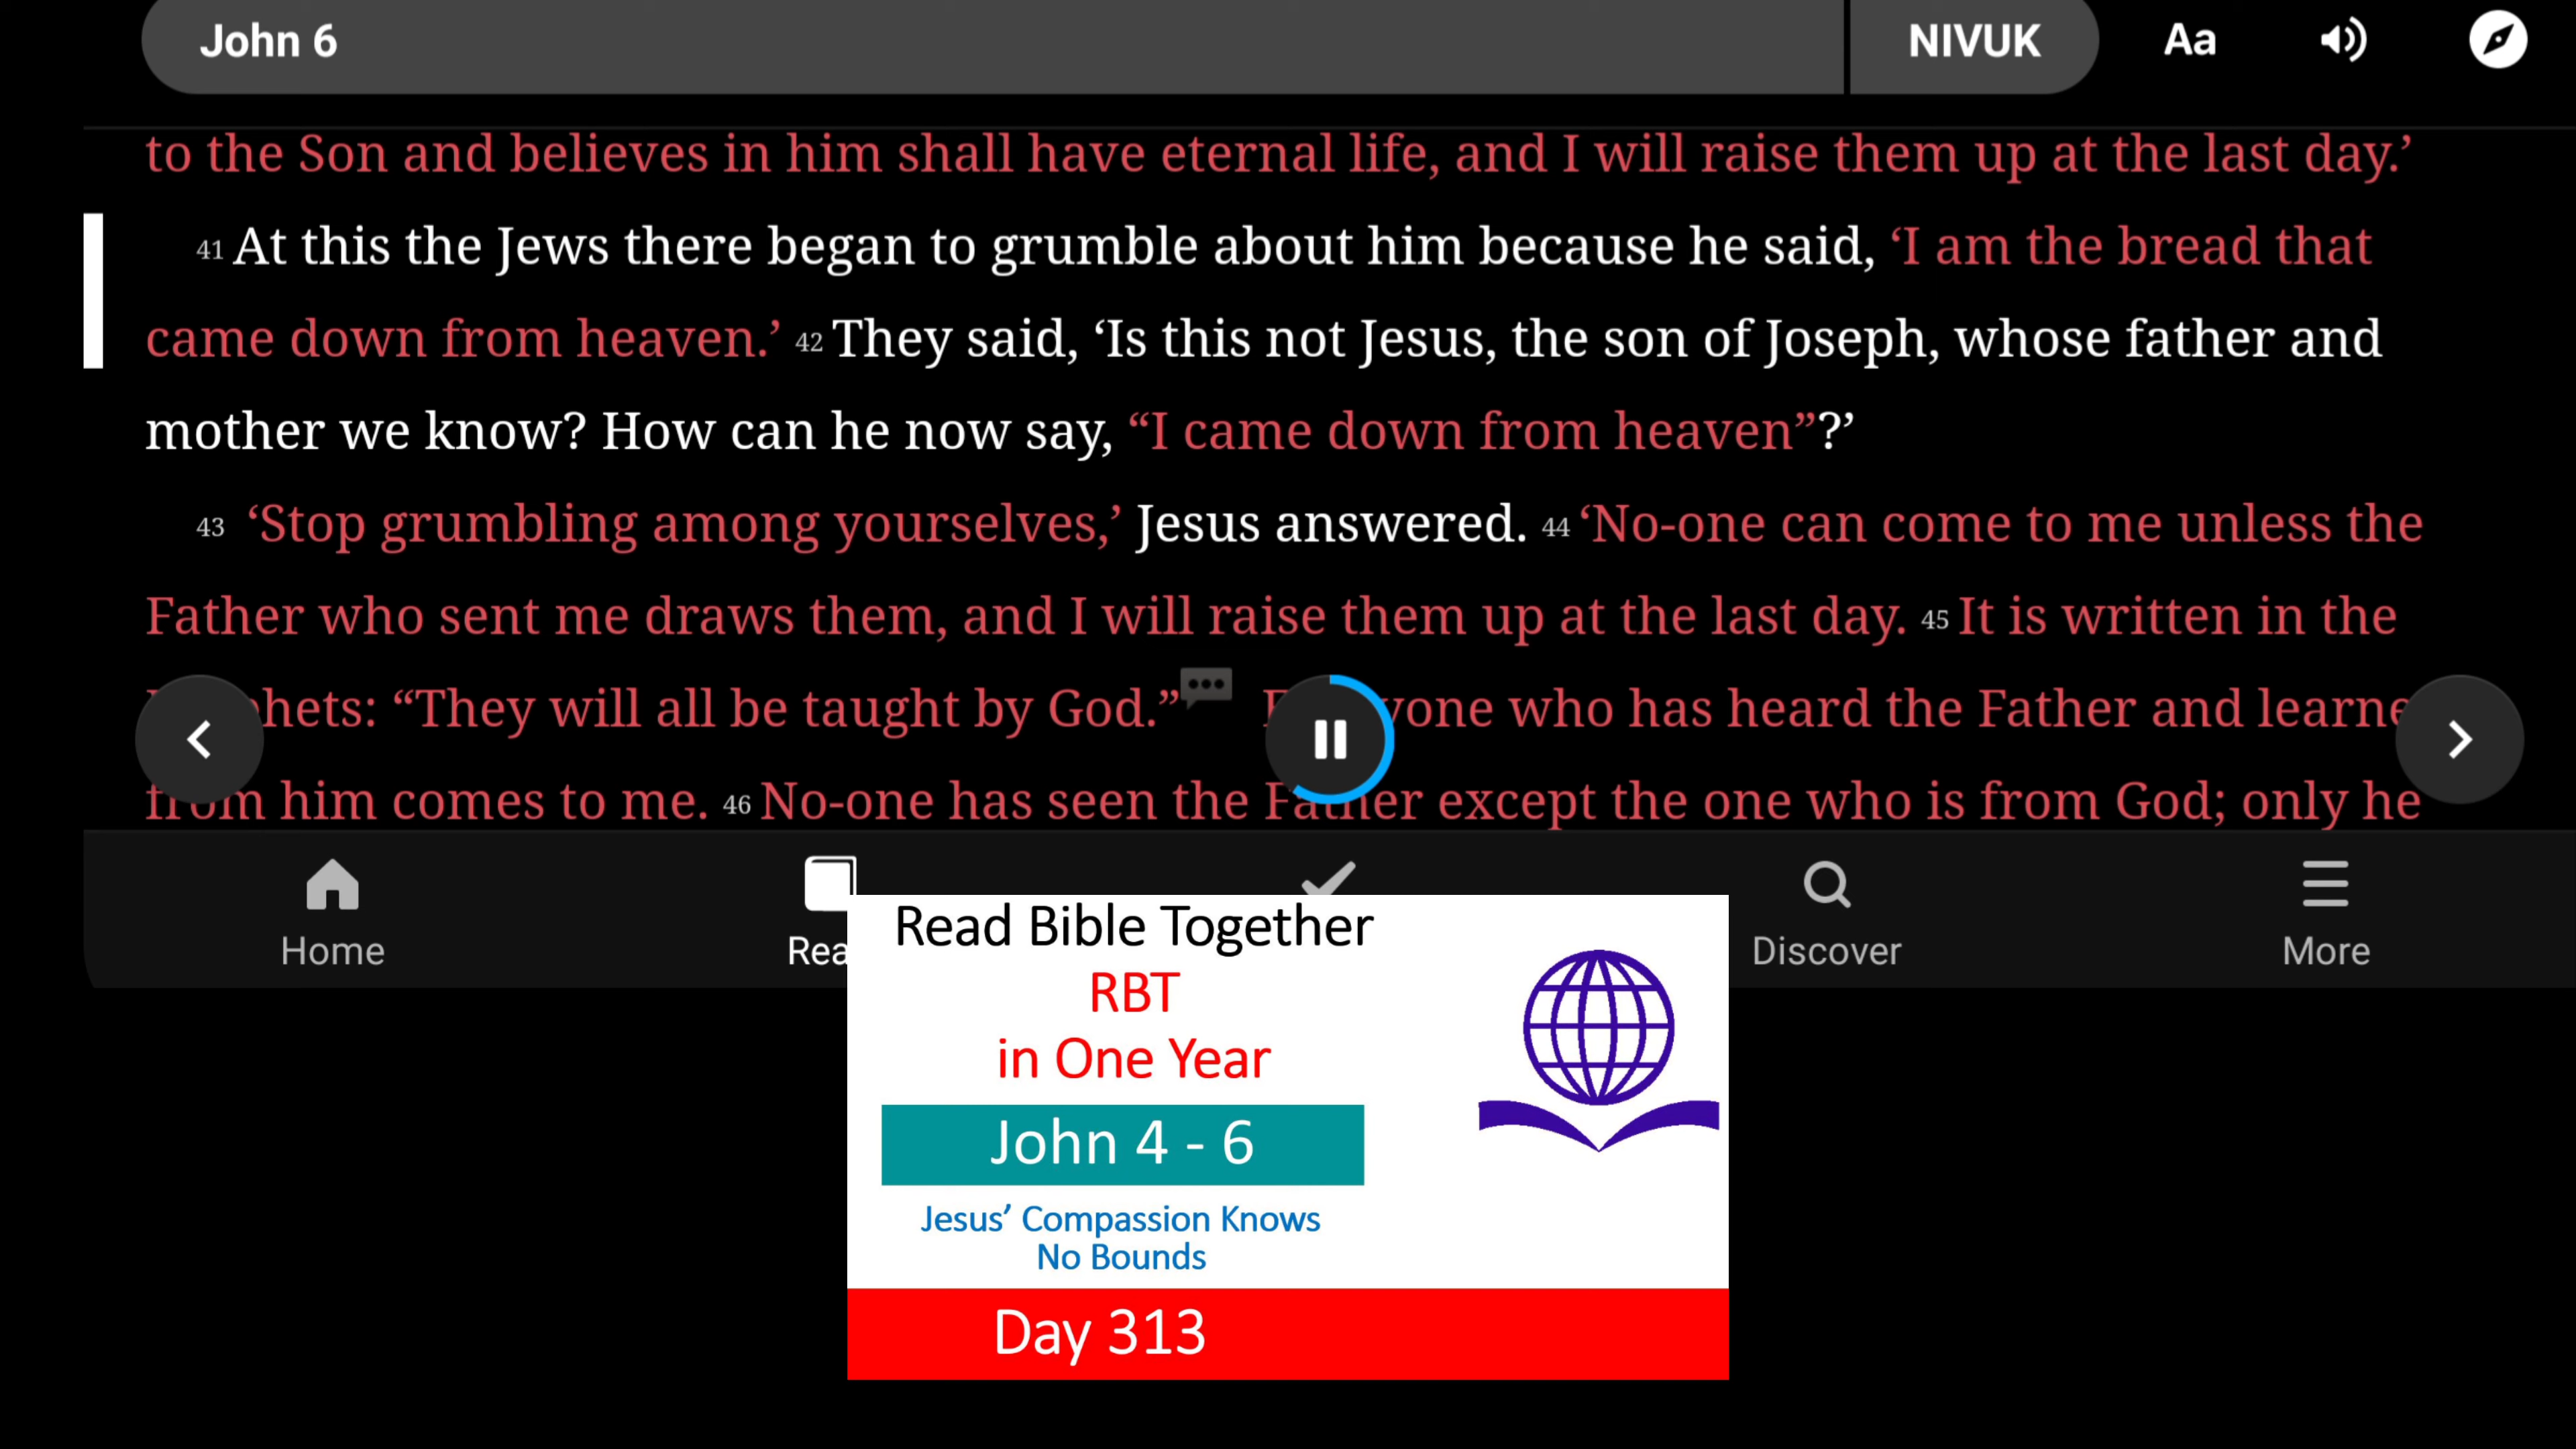 John 6 NIVUK Aa
to the Son and believes in him shall have eternal life, and I will raise them up at the last day.’
41 At this the Jews there began to grumble about him because he said, ‘I am the bread that
came down from heaven.’ 42 They said, ‘Is this not Jesus, the son of Joseph, whose father and
mother we know? How can he now say, “I came down from heaven”?’
43 ‘Stop grumbling among yourselves,’ Jesus answered. 44 ‘No-one can come to me unless the
Father who sent me draws them, and I will raise them up at the last day. 45 It is written in the
hets: “They will all be taught by God.” yone who has heard the Father and learne
from him comes to me. 46 No-one has seen the Father except the one who is from God; only he
Home Rea Discover More
Read Bible Together
RBT
in One Year
John 4 - 6
Jesus’ Compassion Knows
No Bounds
Day 313